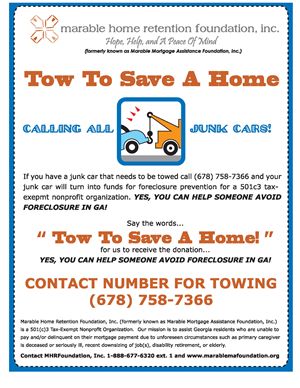 marable home retention foundation, inc.
Hope, Help, and A Peace Of Mind
(formerly known as Marable Mortgage Assistance Foundation, Inc.)
Tow To Save A Home
CALLING ALL JUNK CARS!
If you have a junk car that needs to be towed call (678) 758-7366 and your
junk car will turn into funds for foreclosure prevention for a 501c3 tax-
exepmt nonprofit organization. YES, YOU CAN HELP SOMEONE AVOID
FORECLOSURE IN GA!
Say the words...
“ Tow To Save A Home! ”
for us to receive the donation...
YES, YOU CAN HELP SOMEONE AVOID FORECLOSURE IN GA!
CONTACT NUMBER FOR TOWING
(678) 758-7366
Marable Home Retention Foundation, Inc. (formerly known as Marable Mortgage Assistance Foundation, Inc.)
is a 501(c)3 Tax-Exempt Nonprofit Organization. Our mission is to assist Georgia residents who are unable to
pay and/or delinquent on their mortgage payment due to unforeseen circumstances such as primary caregiver
is deceased or seriously ill, recent downsizing of job(s), disability retirement, or elderly.
Contact MHRFoundation, Inc. 1-888-677-6320 ext. 1 and www.marablemafoundation.org